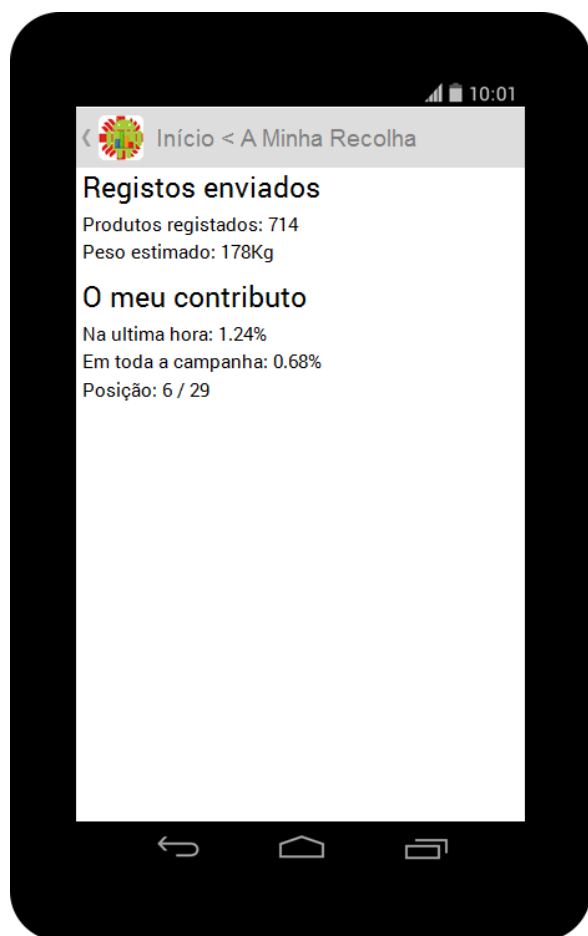 10:01
Início < A Minha Recolha
Registos enviados
Produtos registados: 714
Peso estimado: 178Kg
O meu contributo
Na ultima hora: 1.24%
Em toda a campanha: 0.68%
Posição: 6 / 29